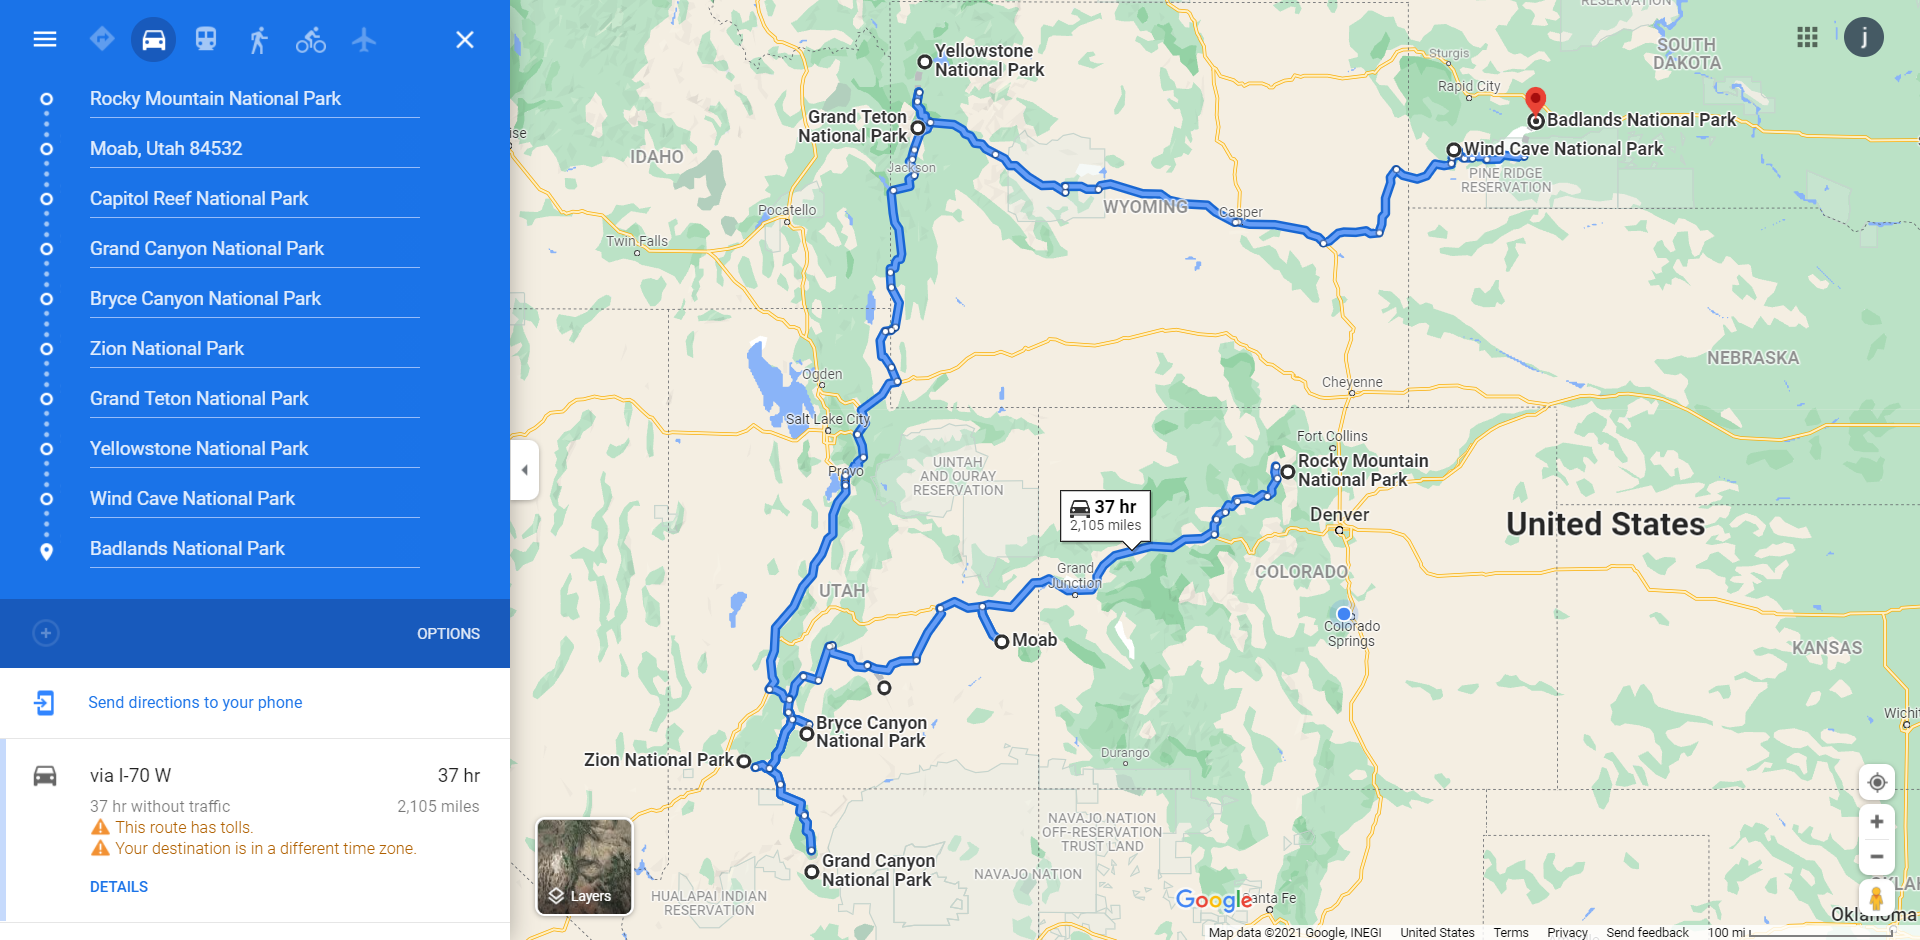 Rocky Mountain National Park
Moab, Utah 84532
Capitol Reef National Park
Grand Canyon National Park
Bryce Canyon National Park
Zion National Park
Grand Teton National Park
Yellowstone National Park
Wind Cave National Park
Badlands National Park
OPTIONS
Send directions to your phone
via I-70 W
37 hr
37 hr without traffic
2,105 miles
This route has tolls.
Your destination is in a different time zone.
DETAILS
RESERVATION
j
SOUTH
DAKOTA
Sturgis
Rapid City
Yellowstone
National Park
Grand Teton
National Park
Badlands National Park
Wind Cave National Park
PINE RIDGE
RESERVATION
ise
IDAHO
Jackson
WYOMING
Casper
Pocatello
Twin Falls
NEBRASKA
Ogden
Cheyenne
Salt Lake City
Fort Collins
Provo
UINTAH
AND OURAY
RESERVATION
Rocky Mountain
National Park
37 hr
2,105 miles
Denver
United States
Grand
Junction
COLORADO
UTAH
Colorado
Springs
Moab
KANSAS
Wichit
Bryce Canyon
National Park
Zion National Park
Durango
NAVAJO NATION
OFF-RESERVATION
TRUST LAND
Grand Canyon
National Park
NAVAJO NATION
HUALAPAI INDIAN
RESERVATION
Layers
Google
anta Fe
OKLAH
Oklahoma
Map data ©2021 Google, INEGI
United States
Terms
Privacy
Send feedback
100 mi